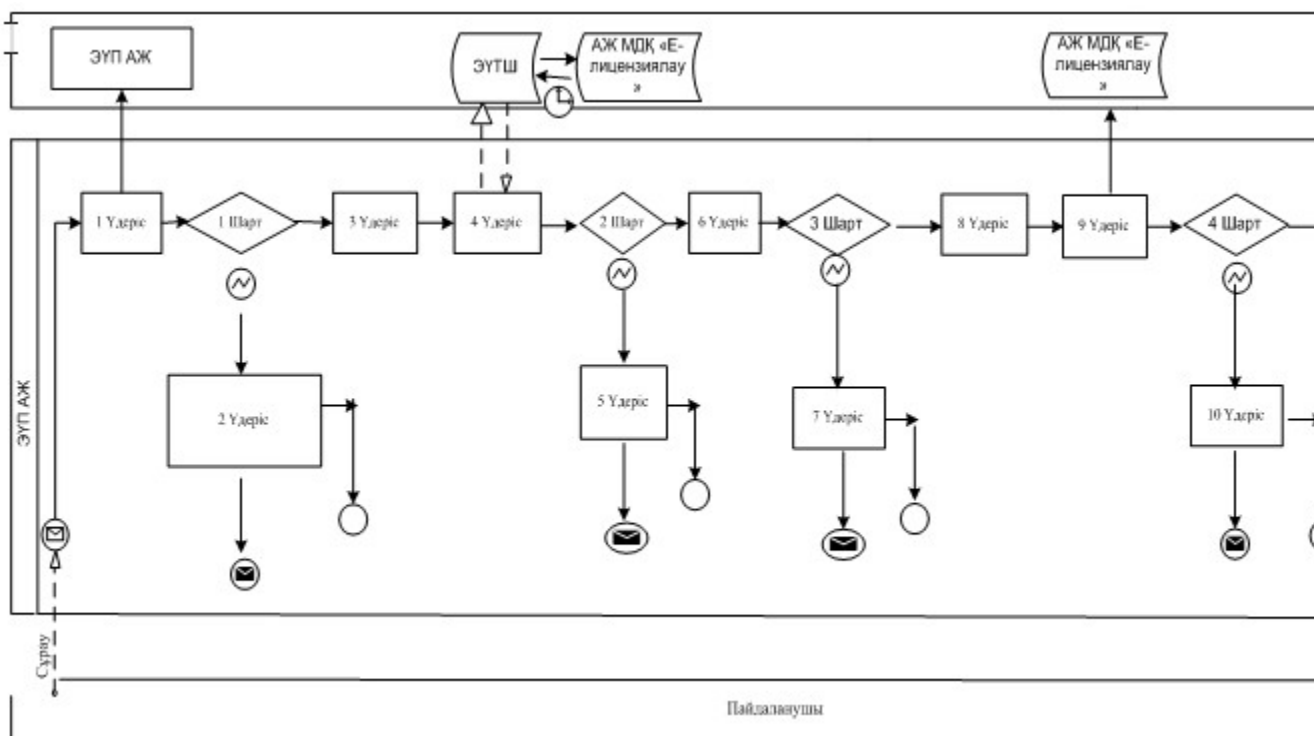 ЭҮП АЖ
ЭҮТШ
АЖ МДҚ «Е-
лицензиялау
»
АЖ МДҚ «Е-
лицензиялау
»
1 Үдеріс
1 Шарт
3 Үдеріс
4 Үдеріс
2 Шарт
6 Үдеріс
3 Шарт
8 Үдеріс
9 Үдеріс
4 Шарт
2 Үдеріс
5 Үдеріс
7 Үдеріс
10 Үдеріс
ЭҮП АЖ
Сұрау
Пайдаланушы